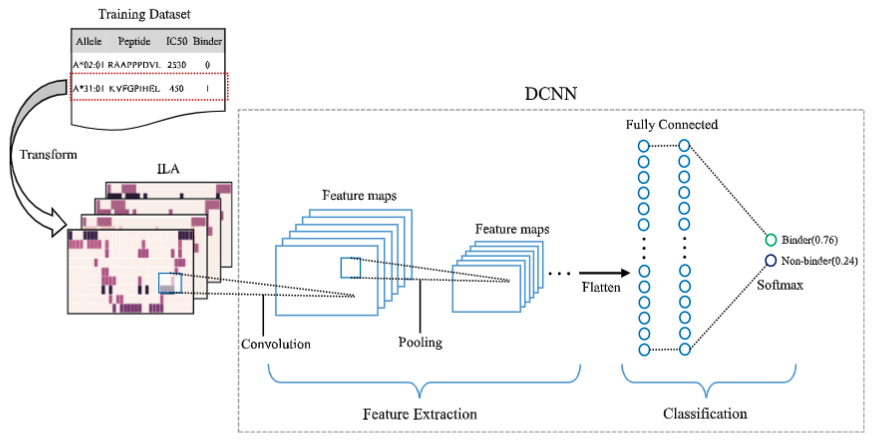 Training Dataset
Allele Peptide IC50 Binder
A*02:01 RAAPPPDVL 2530 0
A*31:01 KVFGPIHEL 450 1
Transform
ILA
DCNN
Fully Connected
Feature maps
Feature maps
Binder(0.76)
Non-binder(0.24)
Softmax
Flatten
Convolution
Pooling
Feature Extraction
Classification